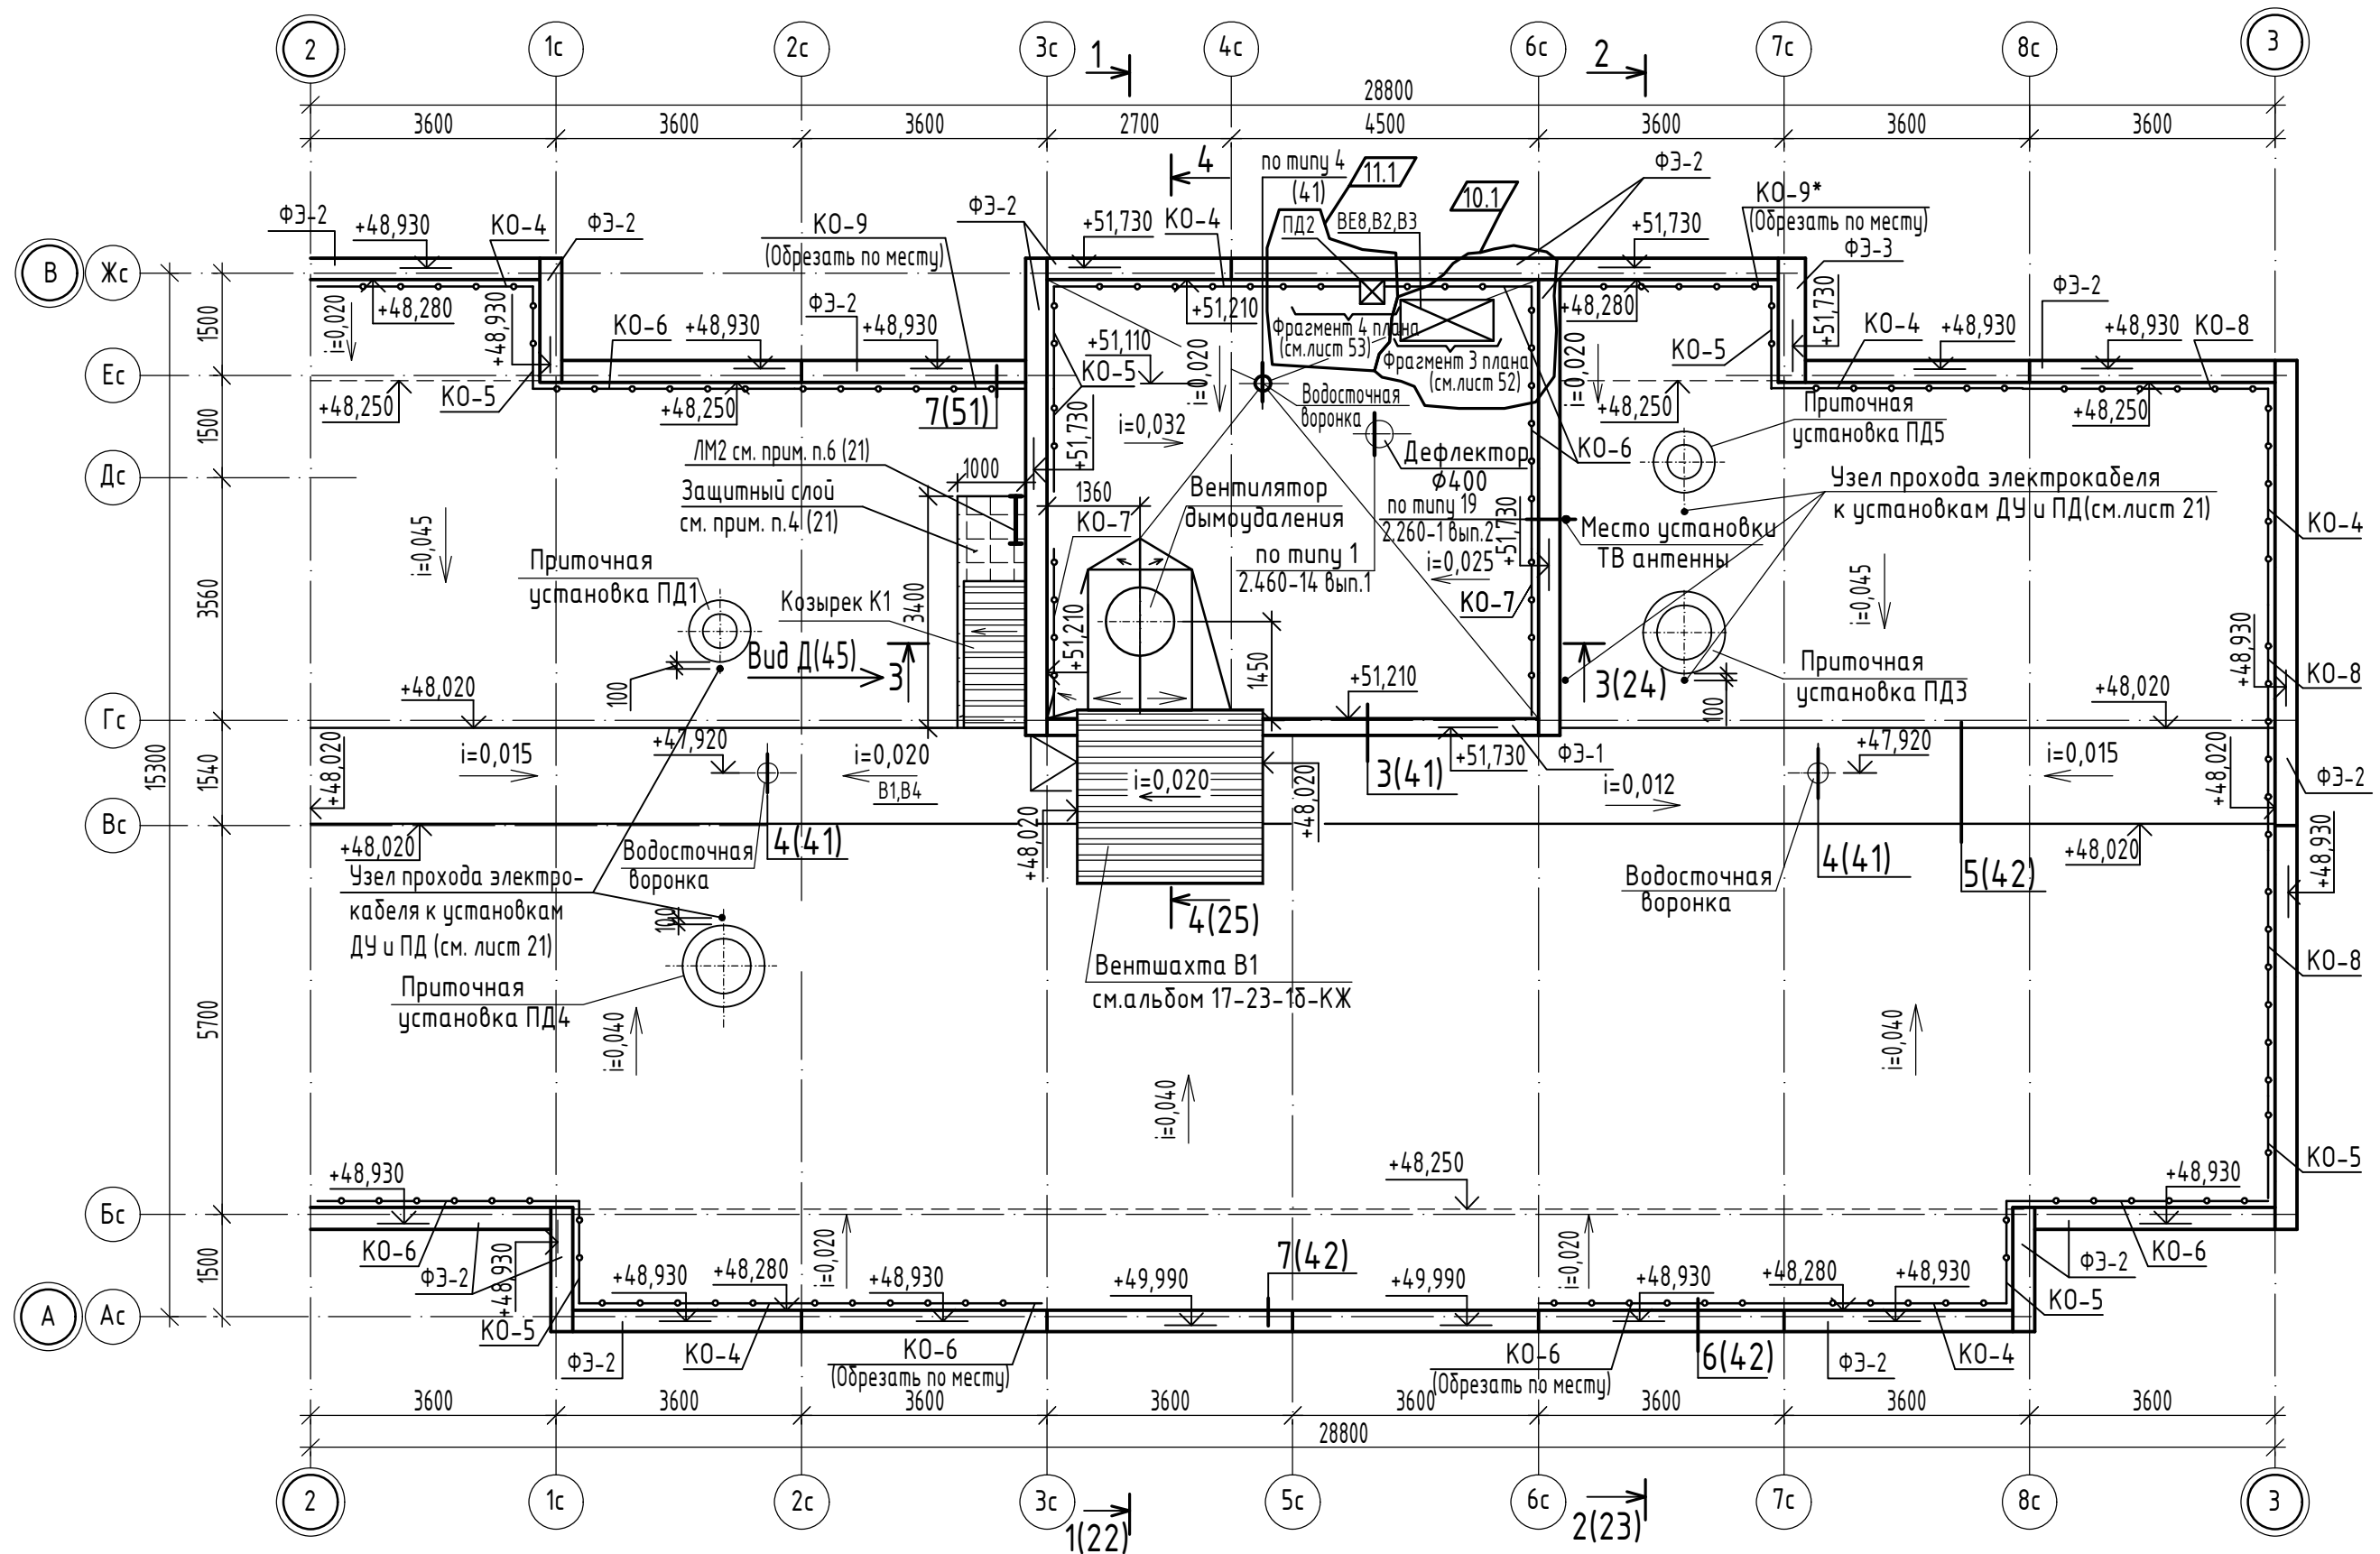 2
1с
2с
3с
4с
6с
7с
8с
3
1
2
28800
3600
3600
3600
2700
4500
3600
3600
3600
4
по типу 4
(41)
11.1
10.1
ФЭ-2
КО-9*
(Обрезать по месту)
ФЭ-3
ФЭ-2
+48,930
КО-4
ФЭ-2
КО-9
(Обрезать по месту)
ФЭ-2
+51,730
КО-4
ПД2
ВЕ8,В2,В3
+51,730
В
Жс
+48,280
i=0,020
+48,930
КО-6
+48,930
ФЭ-2
+48,930
+51,210
+51,110
i=0,020
Фрагмент 4 плана
(см.лист 53)
Фрагмент 3 плана
(см.лист 52)
+48,280
i=0,020
+51,730
КО-5
КО-4
+48,930
ФЭ-2
+48,930
КО-8
1500
Ес
+48,250
КО-5
+48,250
7(51)
КО-5
i=0,032
+51,730
Водосточная
воронка
+48,250
Приточная
установка ПД5
+48,250
1500
Дс
ЛМ2 см. прим. п.6 (21)
1000
Защитный слой
см. прим. п.4 (21)
1360
КО-7
Вентилятор
дымоудаления
Дефлектор
ф400
КО-6
по типу 19
2.260-1 вып.2
+51,730
Место установки
ТВ антенны
Узел прохода электрокабеля
к установкам ДУ и ПД(см.лист 21)
КО-4
i=0,045
Приточная
установка ПД1
Козырек К1
3400
по типу 1
2.460-14 вып.1
i=0,025
КО-7
i=0,045
3560
Вид Д(45)
3
+51,210
1450
3(24)
Приточная
установка ПД3
+48,930
КО-8
100
+48,020
+51,210
100
+48,020
Гс
15300
1540
+48,020
i=0,015
+47,920
i=0,020
В1,В4
i=0,020
3(41)
+51,730
ФЭ-1
i=0,012
+47,920
i=0,015
+48,020
ФЭ-2
Вс
+48,020
4(41)
+48,020
+48,020
4(41)
5(42)
+48,020
+48,930
Водосточная
воронка
Водосточная
воронка
Узел прохода электро-
кабеля к установкам
ДУ и ПД (см. лист 21)
100
4(25)
Вентшахта В1
см.альбом 17-23-1б-КЖ
КО-8
Приточная
установка ПД4
5700
i=0,040
i=0,040
i=0,040
+48,930
+48,250
+48,930
КО-5
Бс
КО-6
ФЭ-2
+48,930
i=0,020
7(42)
i=0,020
ФЭ-2
КО-6
1500
+48,930
+48,280
+48,930
+49,990
+49,990
+48,930
+48,280
+48,930
КО-5
А
Ас
КО-5
ФЭ-2
КО-4
КО-6
(Обрезать по месту)
КО-6
(Обрезать по месту)
6(42)
ФЭ-2
КО-4
3600
3600
3600
3600
3600
3600
3600
3600
28800
2
1с
2с
3с
1(22)
5с
6с
2(23)
7с
8с
3